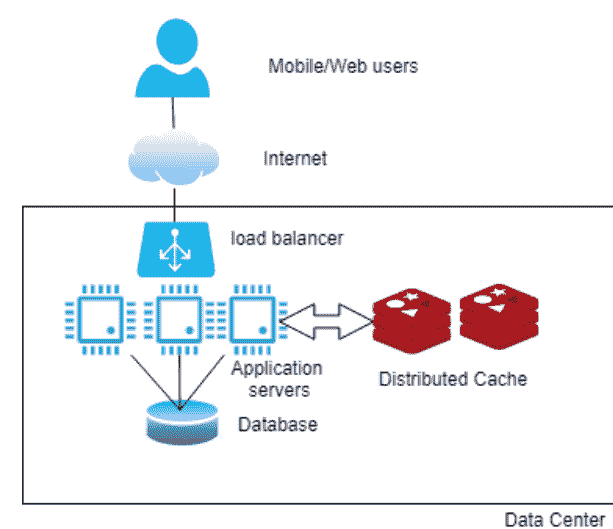 Mobile/Web users
Internet
load balancer
Application
servers
Distributed Cache
Database
Data Center